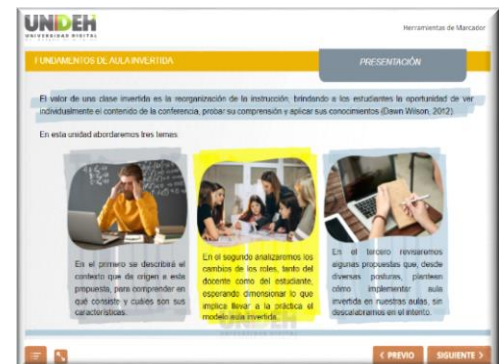 UNIDEH
UNIVERSIDAD DIGITAL
Herramientas de Marcador
FUNDAMENTOS DE AULA INVERTIDA
PRESENTACIÓN
El valor de una clase invertida es la reorganización de la instrucción, brindando a los estudiantes la oportunidad de ver
individualmente el contenido de la conferencia, probar su comprensión y aplicar sus conocimientos (Dawn Wilson, 2012).
En esta unidad abordaremos tres temas:
En el primero se describirá el
contexto que da origen a esta
propuesta, para comprender en
qué consiste y cuáles son sus
características.
En el segundo analizaremos los
cambios de los roles, tanto del
docente como del estudiante,
esperando dimensionar lo que
implica llevar a la práctica el
modelo aula invertida.
En el tercero revisaremos
algunas propuestas que, desde
diversas posturas, plantean
cómo implementar aula
invertida en nuestras aulas, sin
descalabrarnos en el intento.
UNIDEH
< PREVIO
SIGUIENTE >